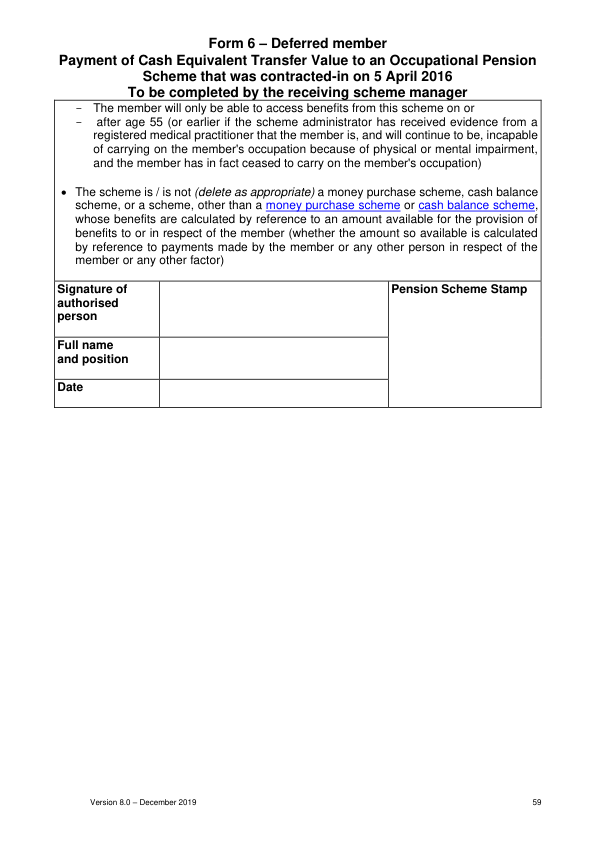 Form 6 – Deferred member
Payment of Cash Equivalent Transfer Value to an Occupational Pension
Scheme that was contracted-in on 5 April 2016
To be completed by the receiving scheme manager
− The member will only be able to access benefits from this scheme on or
− after age 55 (or earlier if the scheme administrator has received evidence from a
registered medical practitioner that the member is, and will continue to be, incapable
of carrying on the member's occupation because of physical or mental impairment,
and the member has in fact ceased to carry on the member's occupation)
• The scheme is / is not (delete as appropriate) a money purchase scheme, cash balance
scheme, or a scheme, other than a money purchase scheme or cash balance scheme,
whose benefits are calculated by reference to an amount available for the provision of
benefits to or in respect of the member (whether the amount so available is calculated
by reference to payments made by the member or any other person in respect of the
member or any other factor)
Signature of
authorised
person
Pension Scheme Stamp
Full name
and position
Date
Version 8.0 – December 2019
59